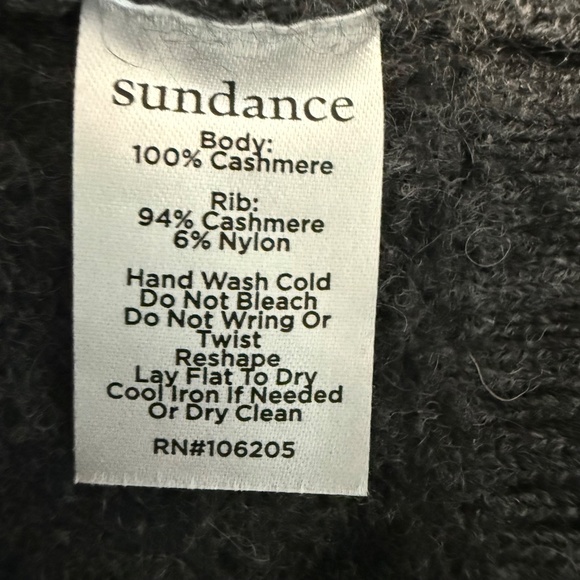 sundance
Body:
100% Cashmere
Rib:
94% Cashmere
6% Nylon
Hand Wash Cold
Do Not Bleach
Do Not Wring Or
Twist
Reshape
Lay Flat To Dry
Cool Iron If Needed
Or Dry Clean
RN#106205